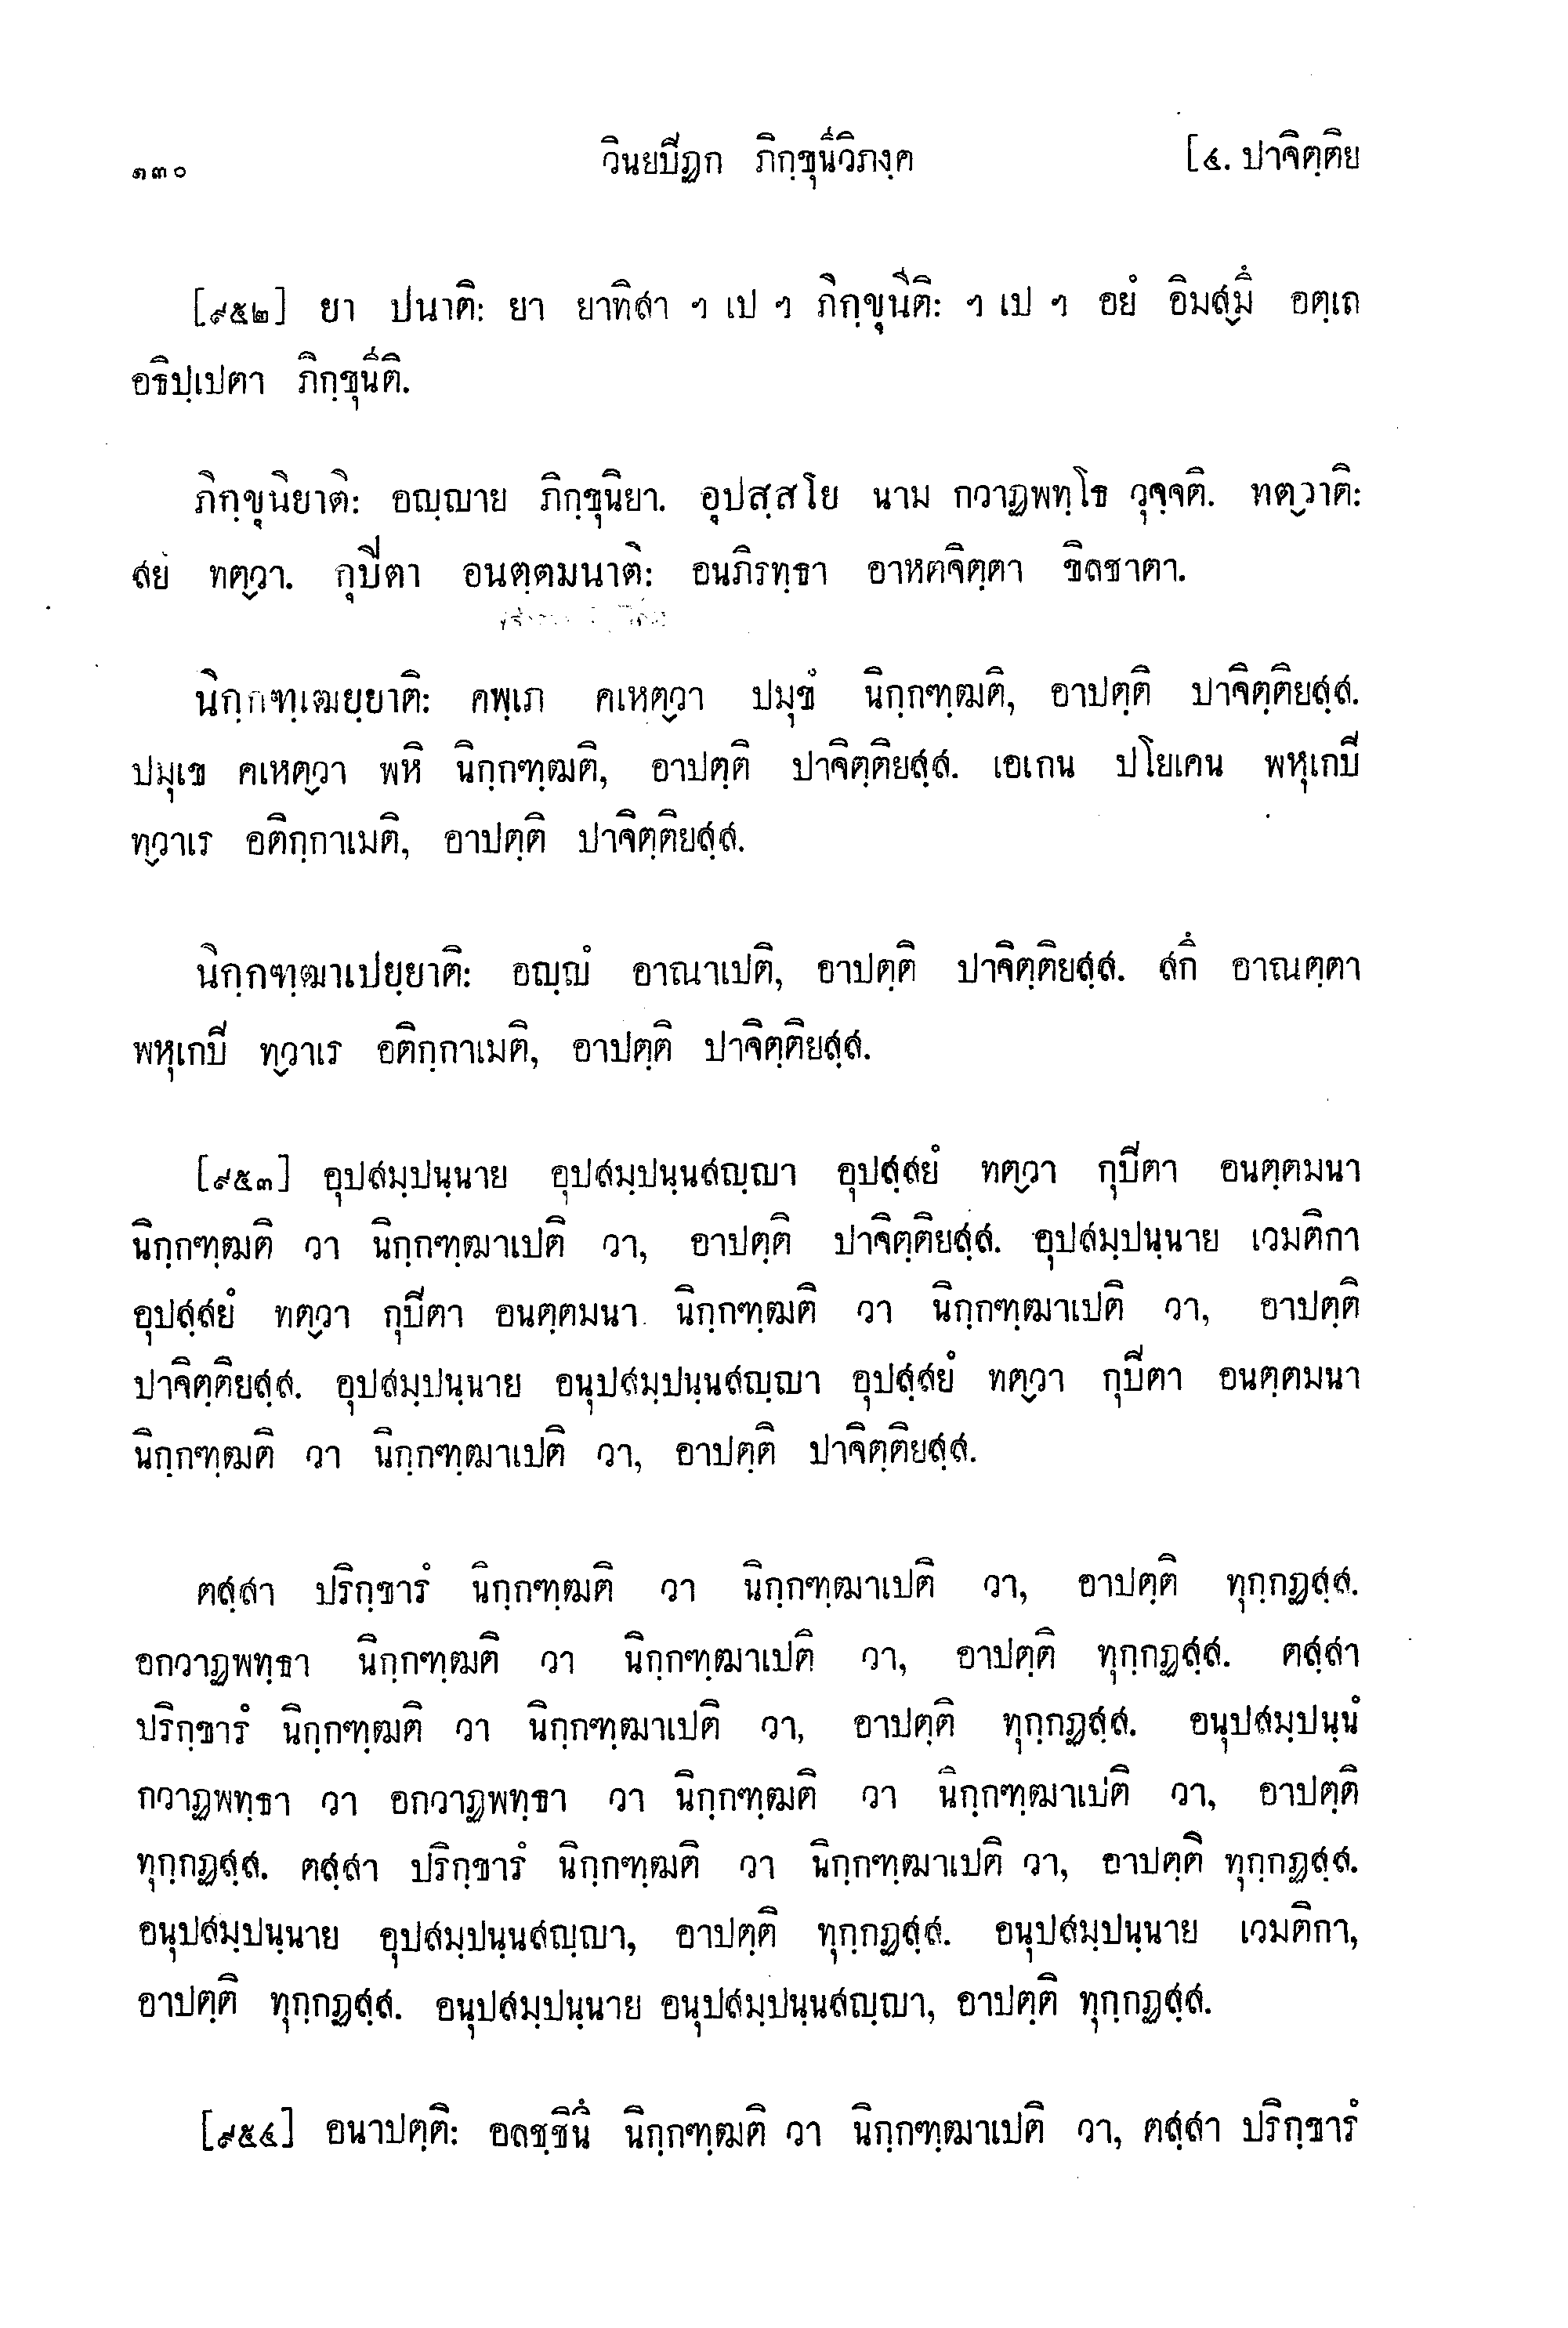 ๑๓๐ วินยปีฏก ภิกฺขุนีวิภงฺค [๔. ปาจิตฺติย
[๙๕๒] ยา ปนาติ: ยา ยาทิสา ฯ เป ฯ ภิกฺขุนีติ: ฯ เป ฯ อยํ อิมสฺมึ อตฺเถ
อธิปฺเปตา ภิกฺขุนีติ.
ภิกฺขุนิยาติ: อญฺญาย ภิกฺขุนิยา. อุปสฺสโย นาม กวาฏพทฺโธ วุจฺจติ. ทตฺวาติ:
สยํ ทตฺวา. กุปีตา อนตฺตมนาติ: อนภิรทฺธา อาหตจิตฺตา ขิลชาตา.
นิกฺกฑฺเฒยฺยาติ: คพฺเภ คเหตฺวา ปมุขํ นิกฺกฑฺฒติ, อาปตฺติ ปาจิตฺติยสฺส.
ปมุเข คเหตฺวา พหิ นิกฺกฑฺฒติ, อาปตฺติ ปาจิตฺติยสฺส. เอเกน ปโยเคน พหุเกปี
ทฺวาเร อติกฺกาเมติ, อาปตฺติ ปาจิตฺติยสฺส.
นิกฺกฑฺฒาเปยฺยาติ: อญฺญํ อาณาเปติ, อาปตฺติ ปาจิตฺติยสฺส. สกึ อาณตฺตา
พหุเกปี ทฺวาเร อติกฺกาเมติ, อาปตฺติ ปาจิตฺติยสฺส.
[๙๕๓] อุปสมฺปนฺนาย อุปสมฺปนฺนสญฺญา อุปสฺสยํ ทตฺวา กุปีตา อนตฺตมนา
นิกฺกฑฺฒติ วา นิกฺกฑฺฒาเปติ วา, อาปตฺติ ปาจิตฺติยสฺส. อุปสมฺปนฺนาย เวมติกา
อุปสฺสยํ ทตฺวา กุปีตา อนตฺตมนา นิกฺกฑฺฒติ วา นิกฺกฑฺฒาเปติ วา, อาปตฺติ
ปาจิตฺติยสฺส. อุปสมฺปนฺนาย อนุปสมฺปนฺนสญฺญา อุปสฺสยํ ทตฺวา กุปีตา อนตฺตมนา
นิกฺกฑฺฒติ วา นิกฺกฑฺฒาเปติ วา, อาปตฺติ ปาจิตฺติยสฺส.
ตสฺสา ปริกฺขารํ นิกฺกฑฺฒติ วา นิกฺกฑฺฒาเปติ วา, อาปตฺติ ทุกฺกฏสฺส.
อกวาฏพทฺธา นิกฺกฑฺฒติ วา นิกฺกฑฺฒาเปติ วา, อาปตฺติ ทุกฺกฏสฺส. ตสฺสา
ปริกฺขารํ นิกฺกฑฺฒติ วา นิกฺกฑฺฒาเปติ วา, อาปตฺติ ทุกฺกฏสฺส. อนุปสมฺปนฺนํ
กวาฏพทฺธา วา อกวาฏพทฺธา วา นิกฺกฑฺฒติ วา นิกฺกฑฺฒาเปติ วา, อาปตฺติ
ทุกฺกฏสฺส. ตสฺสา ปริกฺขารํ นิกฺกฑฺฒติ วา นิกฺกฑฺฒาเปติ วา, อาปตฺติ ทุกฺกฏสฺส.
อนุปสมฺปนฺนาย อุปสมฺปนฺนสญฺญา, อาปตฺติ ทุกฺกฏสฺส. อนุปสมฺปนฺนาย เวมติกา,
อาปตฺติ ทุกฺกฏสฺส. อนุปสมฺปนฺนาย อนุปสมฺปนฺนสญฺญา, อาปตฺติ ทุกฺกฏสฺส.
[๙๕๔] อนาปตฺติ: อลชฺชินึ นิกฺกฑฺฒติ วา นิกฺกฑฺฒาเปติ วา, ตสฺสา ปริกฺขารํ